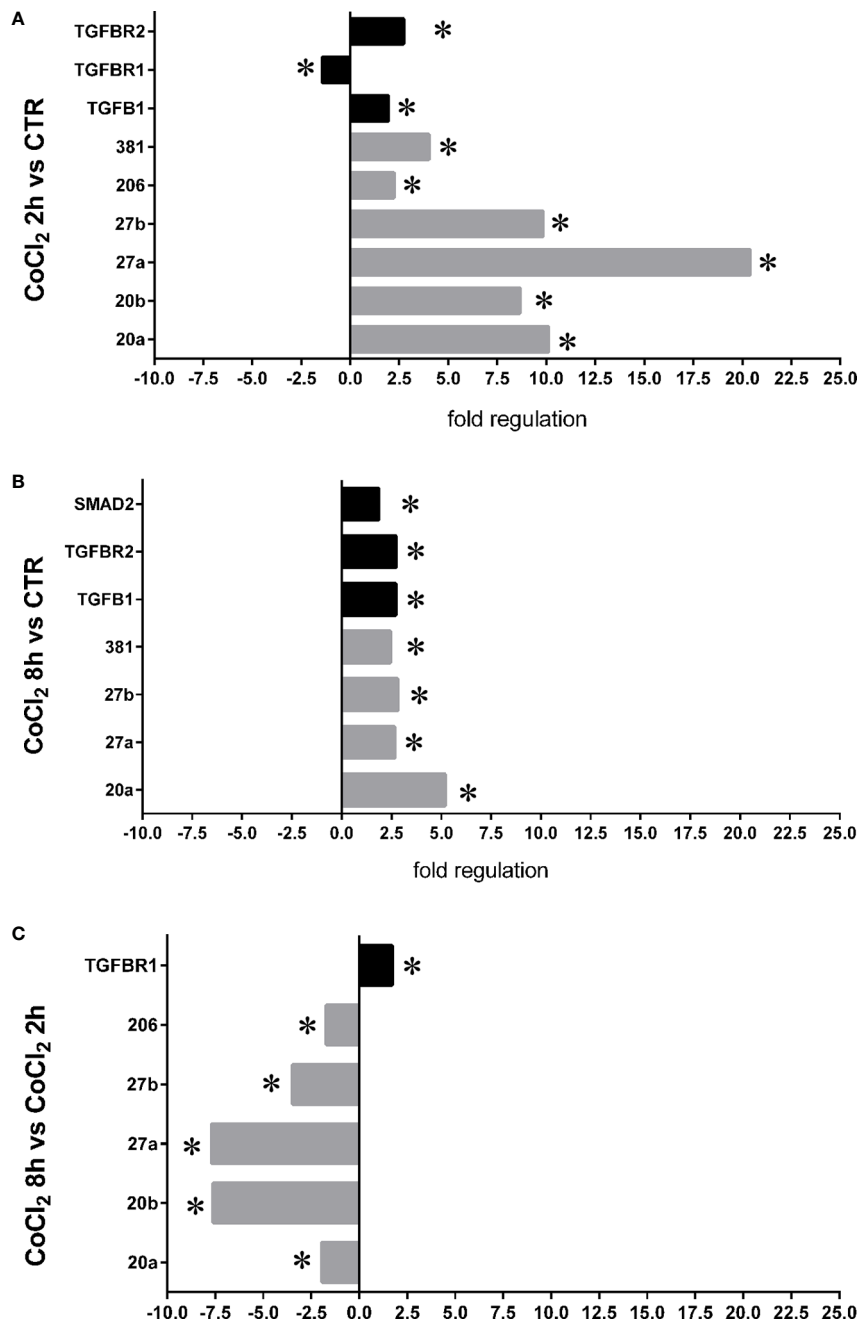 A
CoCl2 2h vs CTR
TGFBR2
*
TGFBR1
*
TGFB1
*
381
*
206
*
27b
*
27a
*
20b
*
20a
*
-10.0 -7.5 -5.0 -2.5 0.0 2.5 5.0 7.5 10.0 12.5 15.0 17.5 20.0 22.5 25.0
fold regulation
B
CoCl2 8h vs CTR
SMAD2
*
TGFBR2
*
TGFB1
*
381
*
27b
*
27a
*
20a
*
-10.0 -7.5 -5.0 -2.5 0.0 2.5 5.0 7.5 10.0 12.5 15.0 17.5 20.0 22.5 25.0
fold regulation
C
CoCl2 8h vs CoCl2 2h
TGFBR1
*
206
*
27b
*
27a
*
20b
*
20a
*
-10.0 -7.5 -5.0 -2.5 0.0 2.5 5.0 7.5 10.0 12.5 15.0 17.5 20.0 22.5 25.0